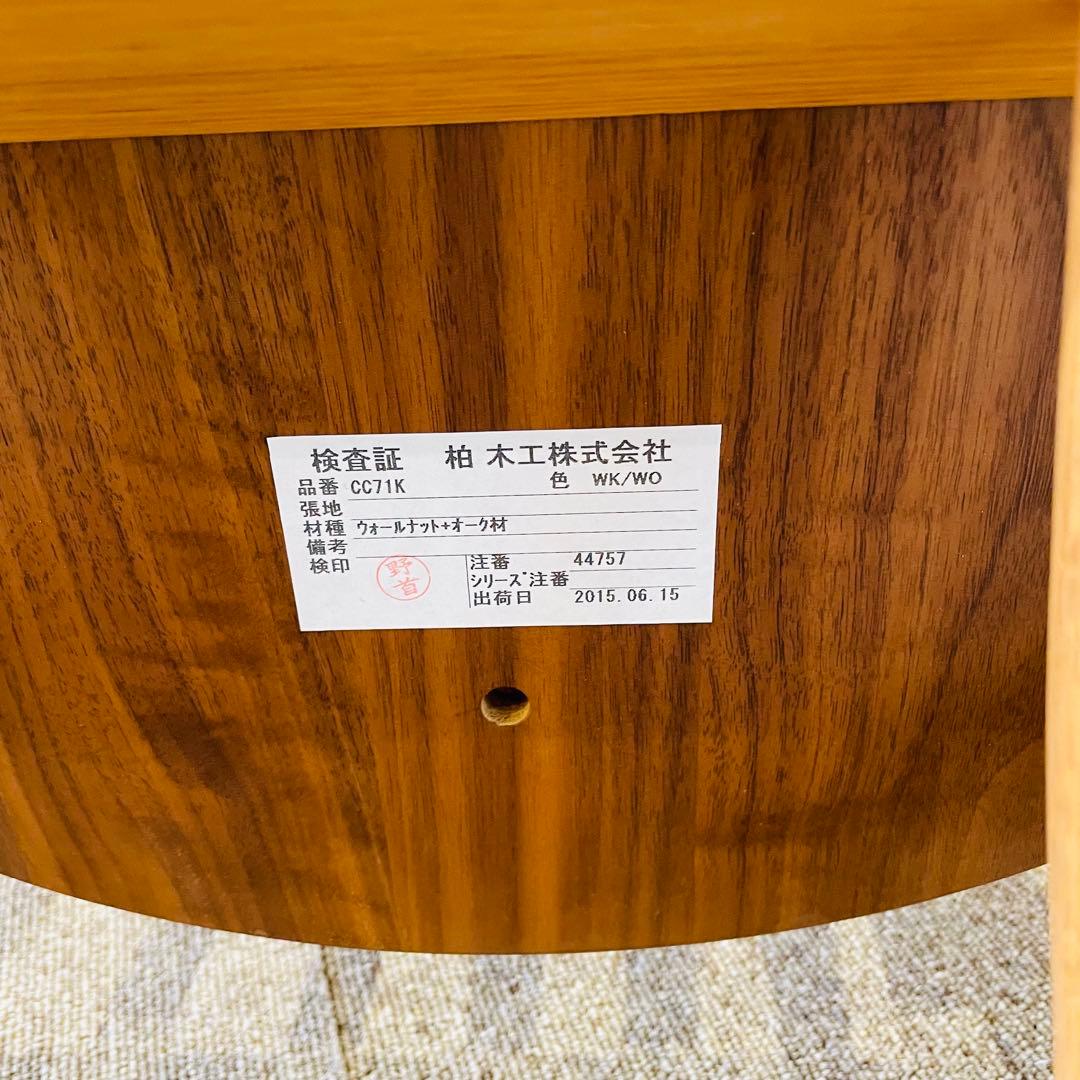 検査証 柏木工株式会社
品番 CC71K 色 WK/WO
張地
材種 ウォールナット+オーク材
備考
検印 野首 注番 44757
シリーズ注番
出荷日 2015.06.15